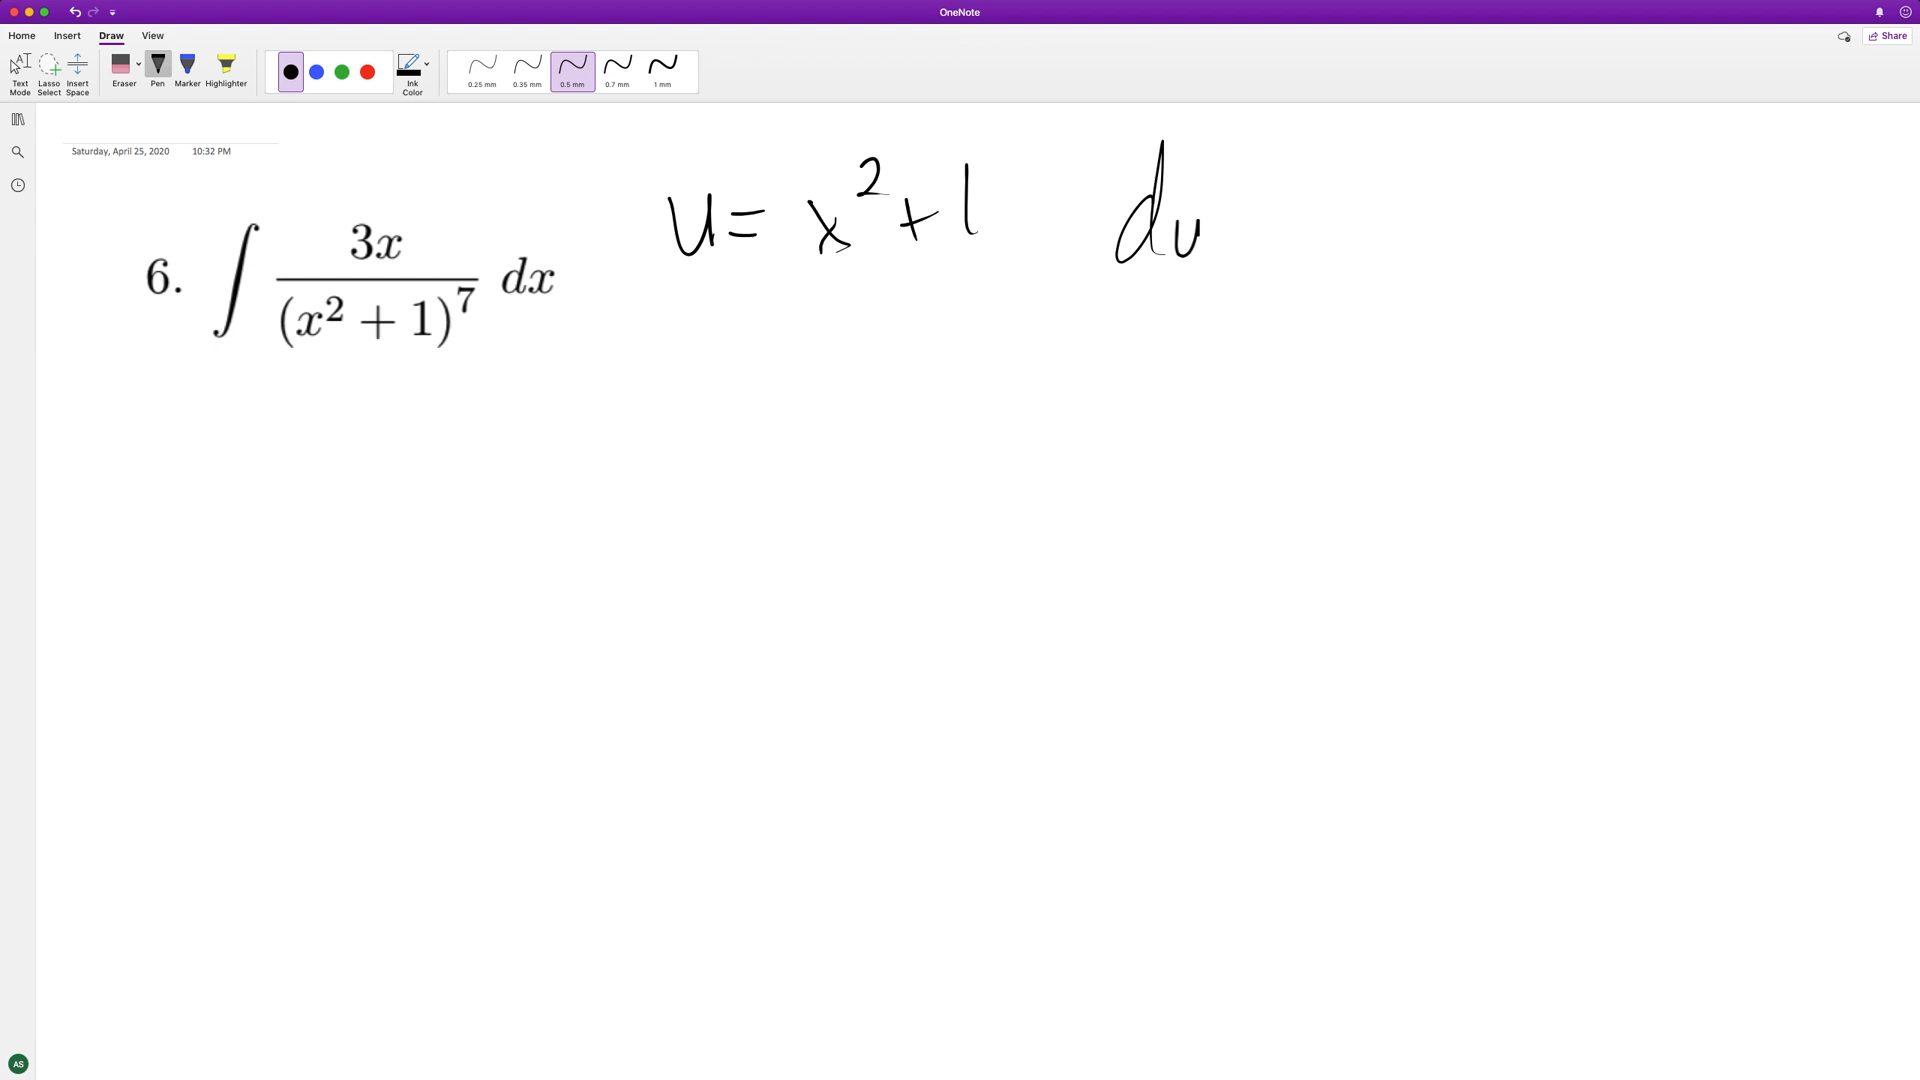 OneNote
Home Insert Draw View
Share
Text Mode Lasso Select Insert Space Eraser Pen Marker Highlighter Ink Color 0.25 mm 0.35 mm 0.5 mm 0.7 mm 1 mm
Saturday, April 25, 2020 10:32 PM
u = x² + 1 du
6. ∫ 3x / (x² + 1)⁷ dx
AS